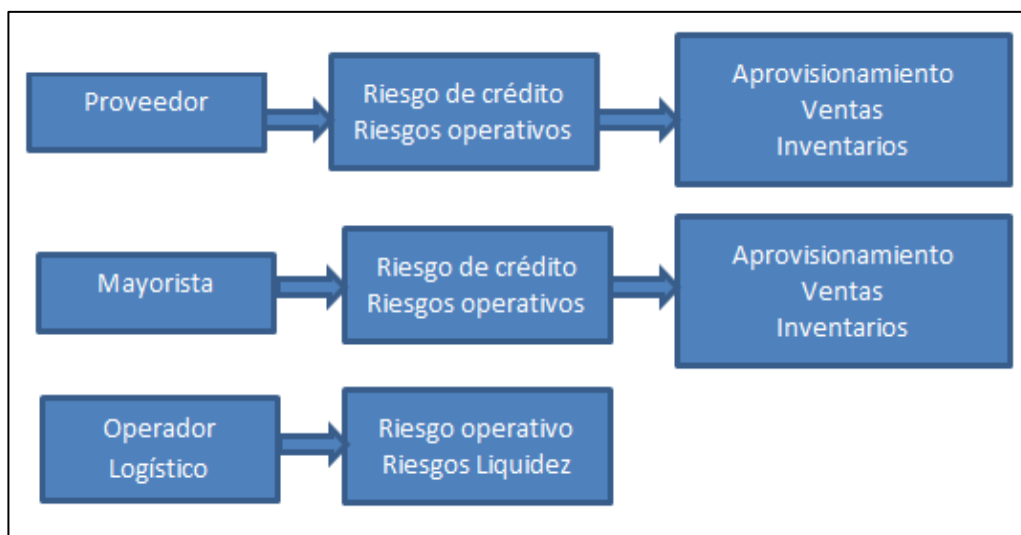 Proveedor
Riesgo de crédito
Riesgos operativos
Aprovisionamiento
Ventas
Inventarios
Mayorista
Riesgo de crédito
Riesgos operativos
Aprovisionamiento
Ventas
Inventarios
Operador
Logístico
Riesgo operativo
Riesgos Liquidez